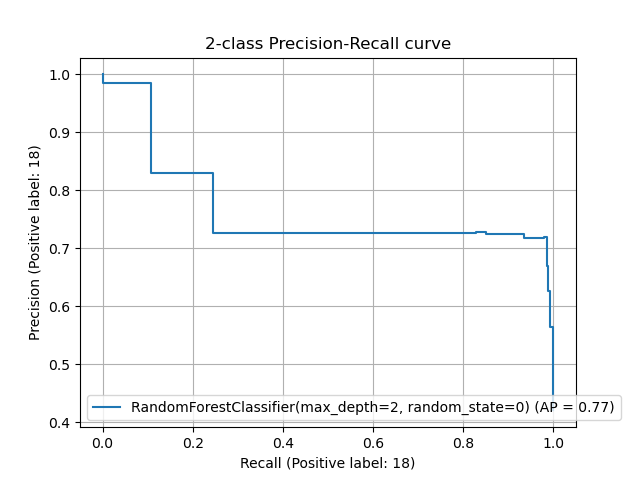 2-class Precision-Recall curve
1.0
0.9
0.8
0.7
0.6
0.5
0.4
Precision (Positive label: 18)
RandomForestClassifier(max_depth=2, random_state=0) (AP = 0.77)
0.0 0.2 0.4 0.6 0.8 1.0
Recall (Positive label: 18)